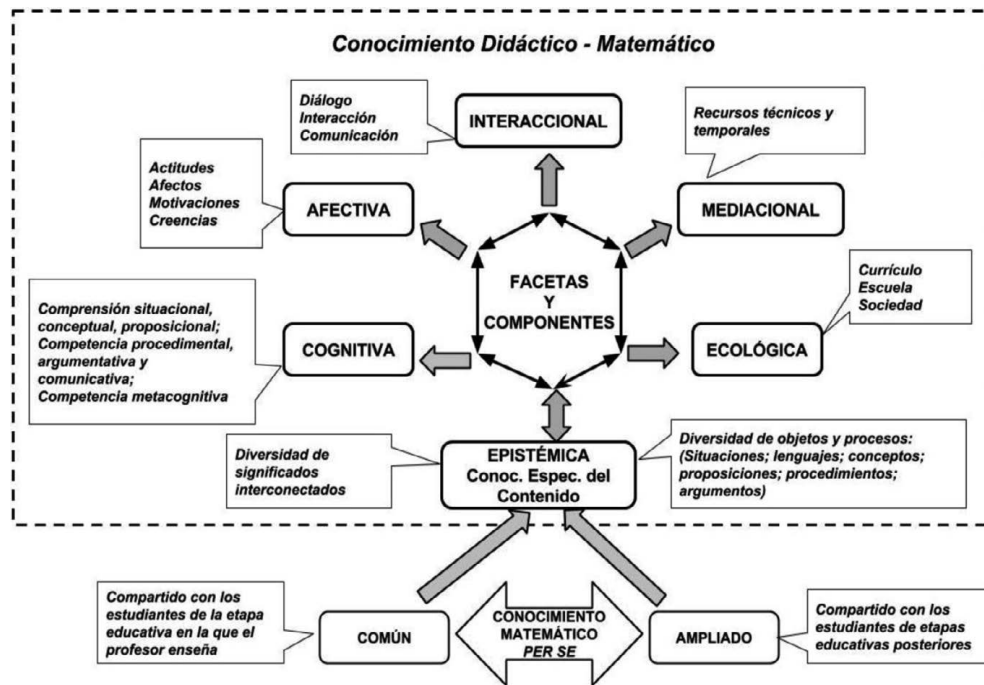 Conocimiento Didáctico - Matemático
Diálogo
Interacción
Comunicación
INTERACCIONAL
Recursos técnicos y
temporales
Actitudes
Afectos
Motivaciones
Creencias
AFECTIVA
MEDIACIONAL
FACETAS
Y
COMPONENTES
Currículo
Escuela
Sociedad
Comprensión situacional,
conceptual, proposicional;
Competencia procedimental,
argumentativa y
comunicativa;
Competencia metacognitiva
COGNITIVA
ECOLÓGICA
Diversidad de
significados
interconectados
EPISTÉMICA
Conoc. Espec. del
Contenido
Diversidad de objetos y procesos:
(Situaciones; lenguajes; conceptos;
proposiciones; procedimientos;
argumentos)
Compartido con los
estudiantes de la etapa
educativa en la que el
profesor enseña
COMÚN
CONOCIMIENTO
MATEMÁTICO
PER SE
AMPLIADO
Compartido con los
estudiantes de etapas
educativas posteriores